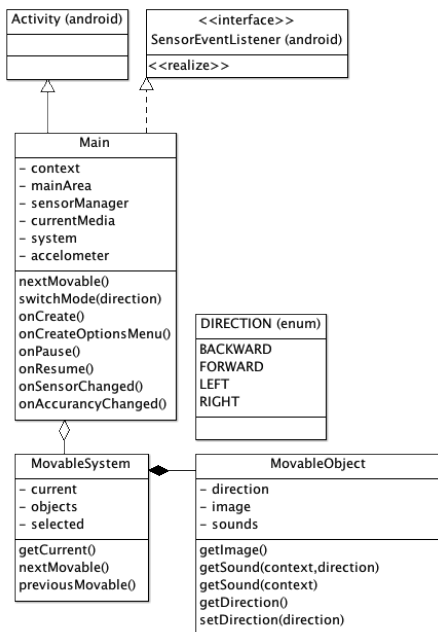 Activity (android)
<<interface>>
SensorEventListener (android)
<<realize>>
Main
- context
- mainArea
- sensorManager
- currentMedia
- system
- accelometer
nextMovable()
switchMode(direction)
onCreate()
onCreateOptionsMenu()
onPause()
onResume()
onSensorChanged()
onAccurancyChanged()
DIRECTION (enum)
BACKWARD
FORWARD
LEFT
RIGHT
MovableSystem
- current
- objects
- selected
getCurrent()
nextMovable()
previousMovable()
MovableObject
- direction
- image
- sounds
getImage()
getSound(context,direction)
getSound(context)
getDirection()
setDirection(direction)